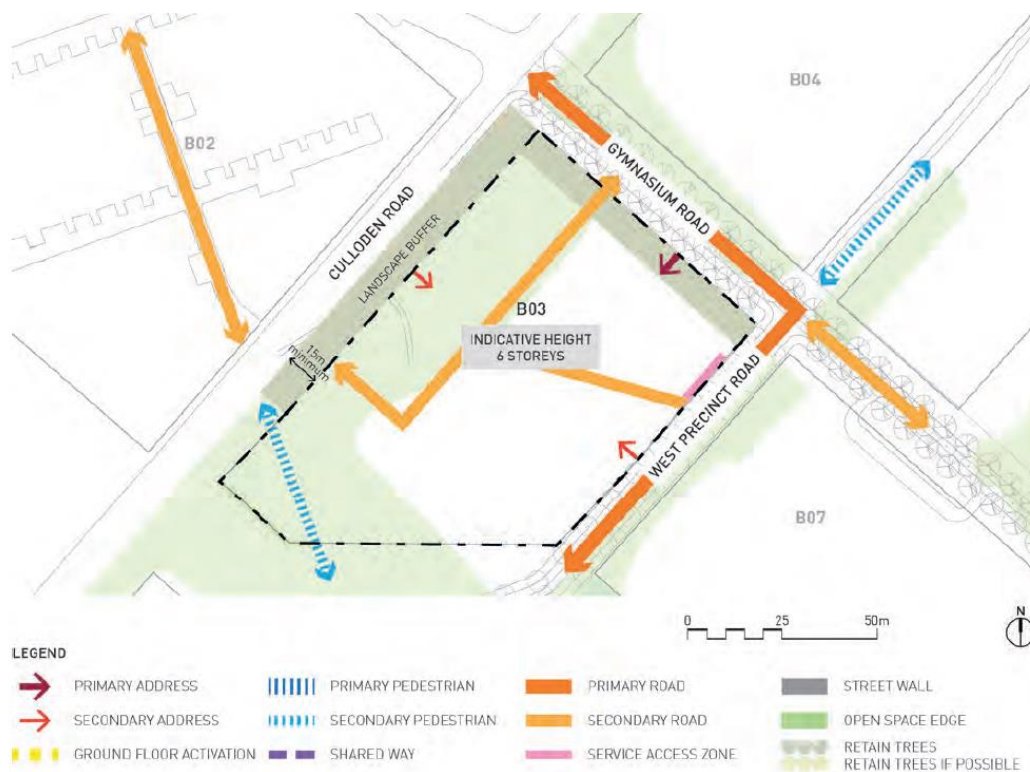 B02
B04
GYMNASIUM ROAD
CULLODEN ROAD
LANDSCAPE BUFFER
B03
INDICATIVE HEIGHT
6 STOREYS
15m
minimum
WEST PRECINCT ROAD
B07
0 25 50m
N
LEGEND
PRIMARY ADDRESS
SECONDARY ADDRESS
GROUND FLOOR ACTIVATION
PRIMARY PEDESTRIAN
SECONDARY PEDESTRIAN
SHARED WAY
PRIMARY ROAD
SECONDARY ROAD
SERVICE ACCESS ZONE
STREET WALL
OPEN SPACE EDGE
RETAIN TREES
RETAIN TREES IF POSSIBLE